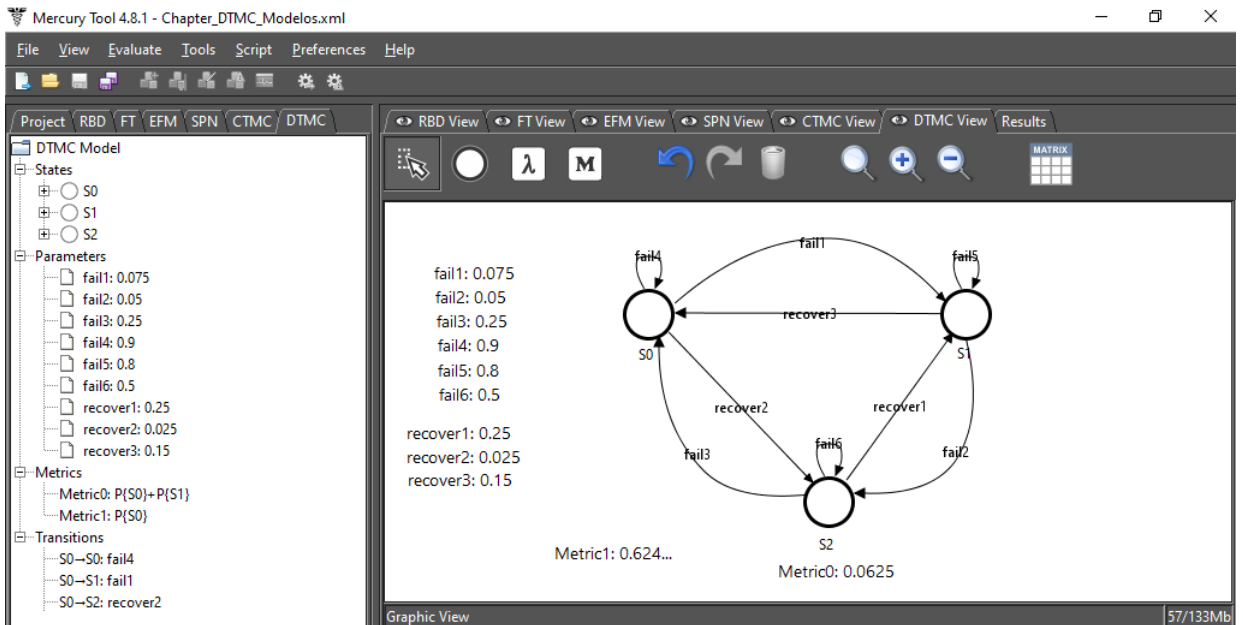 Mercury Tool 4.8.1 - Chapter_DTMC_Modelos.xml
File View Evaluate Tools Script Preferences Help
Project RBD FT EFM SPN CTMC DTMC
DTMC Model
States
S0
S1
S2
Parameters
fail1: 0.075
fail2: 0.05
fail3: 0.25
fail4: 0.9
fail5: 0.8
fail6: 0.5
recover1: 0.25
recover2: 0.025
recover3: 0.15
Metrics
Metric0: P{S0}+P{S1}
Metric1: P{S0}
Transitions
S0→S0: fail4
S0→S1: fail1
S0→S2: recover2
RBD View FT View EFM View SPN View CTMC View DTMC View Results
λ M MATRIX
fail1: 0.075
fail2: 0.05
fail3: 0.25
fail4: 0.9
fail5: 0.8
fail6: 0.5
recover1: 0.25
recover2: 0.025
recover3: 0.15
fail1
fail4
fail5
recover3
S0
S1
recover2
recover1
fail3
fail6
fail2
S2
Metric1: 0.624...
Metric0: 0.0625
Graphic View
57/133Mb